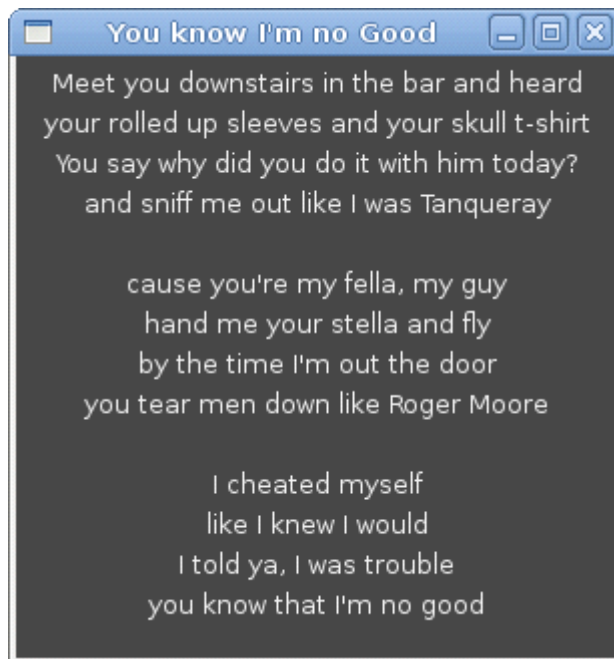 You know I'm no Good
Meet you downstairs in the bar and heard
your rolled up sleeves and your skull t-shirt
You say why did you do it with him today?
and sniff me out like I was Tanqueray
cause you're my fella, my guy
hand me your stella and fly
by the time I'm out the door
you tear men down like Roger Moore
I cheated myself
like I knew I would
I told ya, I was trouble
you know that I'm no good